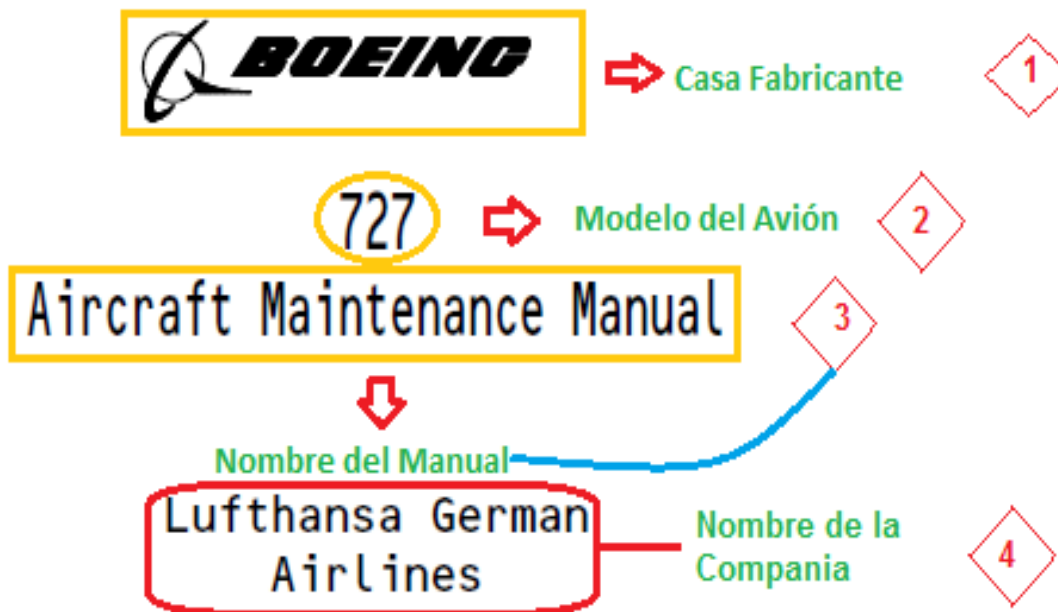 BOEING
Casa Fabricante
1
727
Modelo del Avión
2
Aircraft Maintenance Manual
3
Nombre del Manual
Lufthansa German
Airlines
Nombre de la
Compania
4